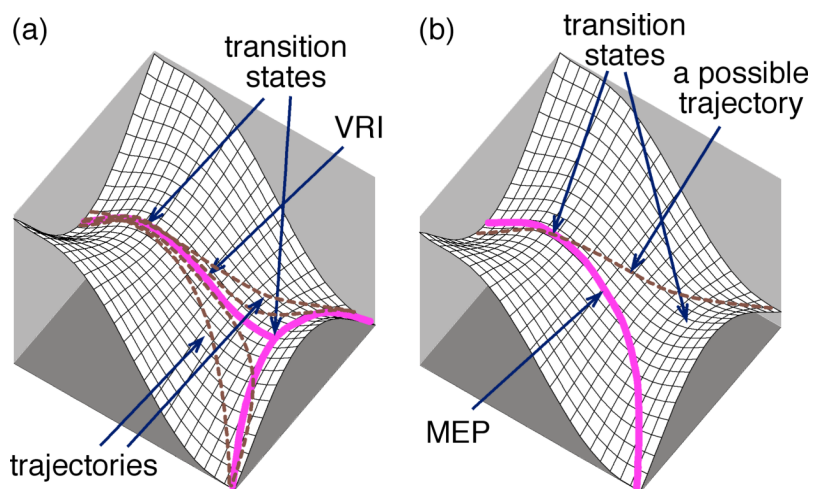 (a)
transition
states
VRI
trajectories
(b)
transition
states
a possible
trajectory
MEP